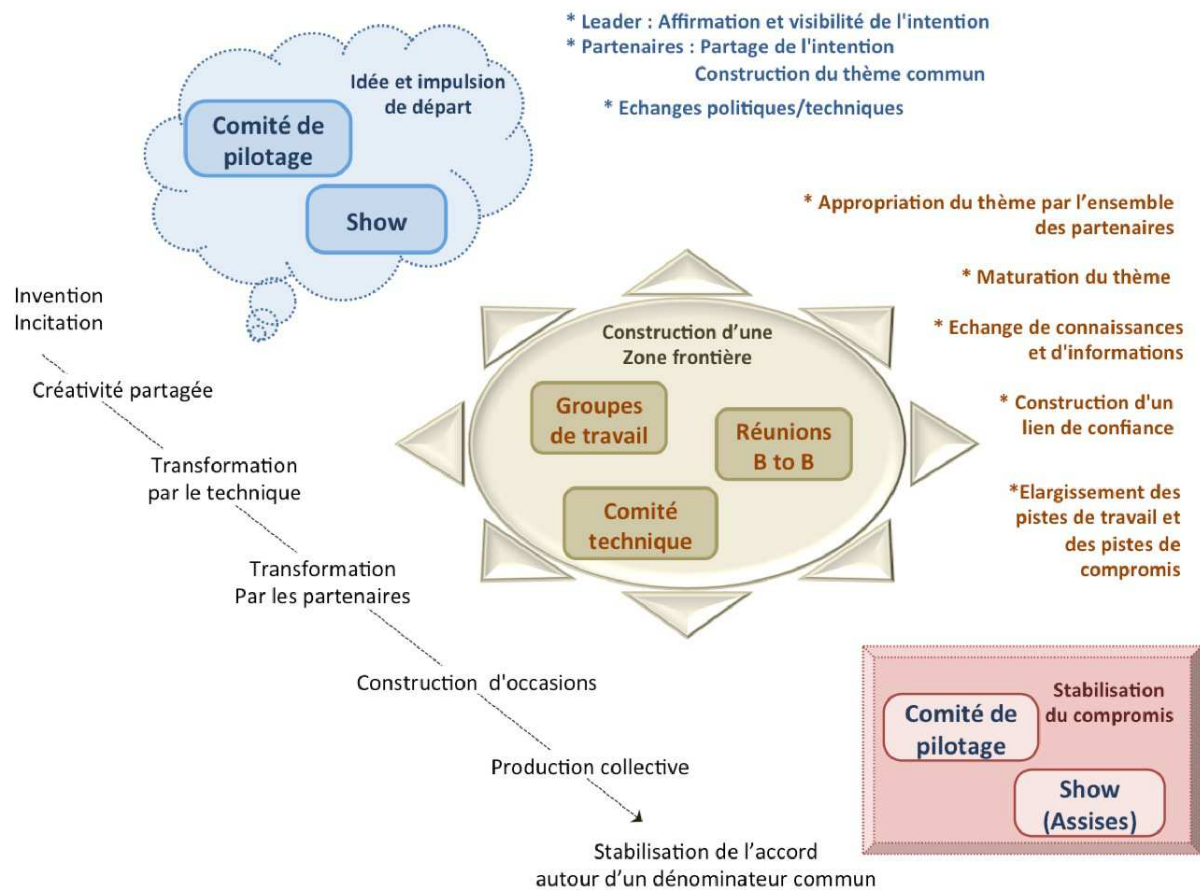 * Leader : Affirmation et visibilité de l'intention
* Partenaires : Partage de l'intention
Construction du thème commun
* Echanges politiques/techniques
Idée et impulsion
de départ
Comité de
pilotage
Show
* Appropriation du thème par l’ensemble
des partenaires
* Maturation du thème
* Echange de connaissances
et d'informations
* Construction d'un
lien de confiance
*Elargissement des
pistes de travail et
des pistes de
compromis
Construction d’une
Zone frontière
Groupes
de travail
Réunions
B to B
Comité
technique
Invention
Incitation
Créativité partagée
Transformation
par le technique
Transformation
Par les partenaires
Construction d'occasions
Production collective
Stabilisation de l’accord
autour d’un dénominateur commun
Stabilisation
du compromis
Comité de
pilotage
Show
(Assises)